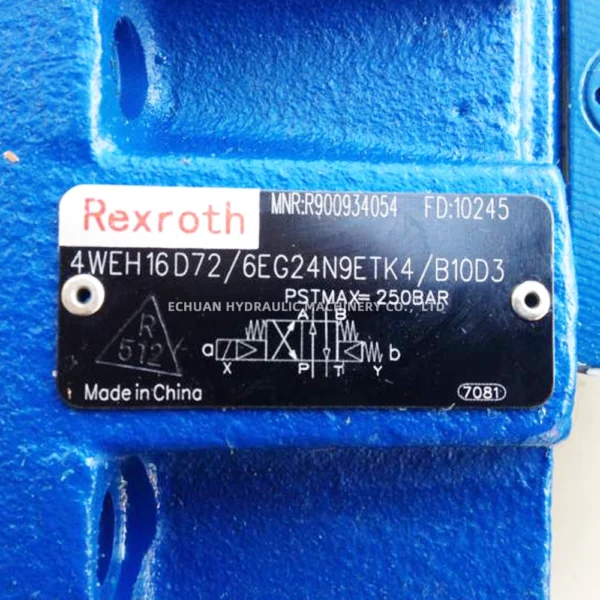 Rexroth
MNR:R900934054 FD:10245
4WEH16D72/6EG24N9ETK4/B10D3
PSTMAX= 250BAR
ECHUAN HYDRAULIC MACHINERY CO., LTD
A B
a b
X P T Y
R
512
Made in China
7081